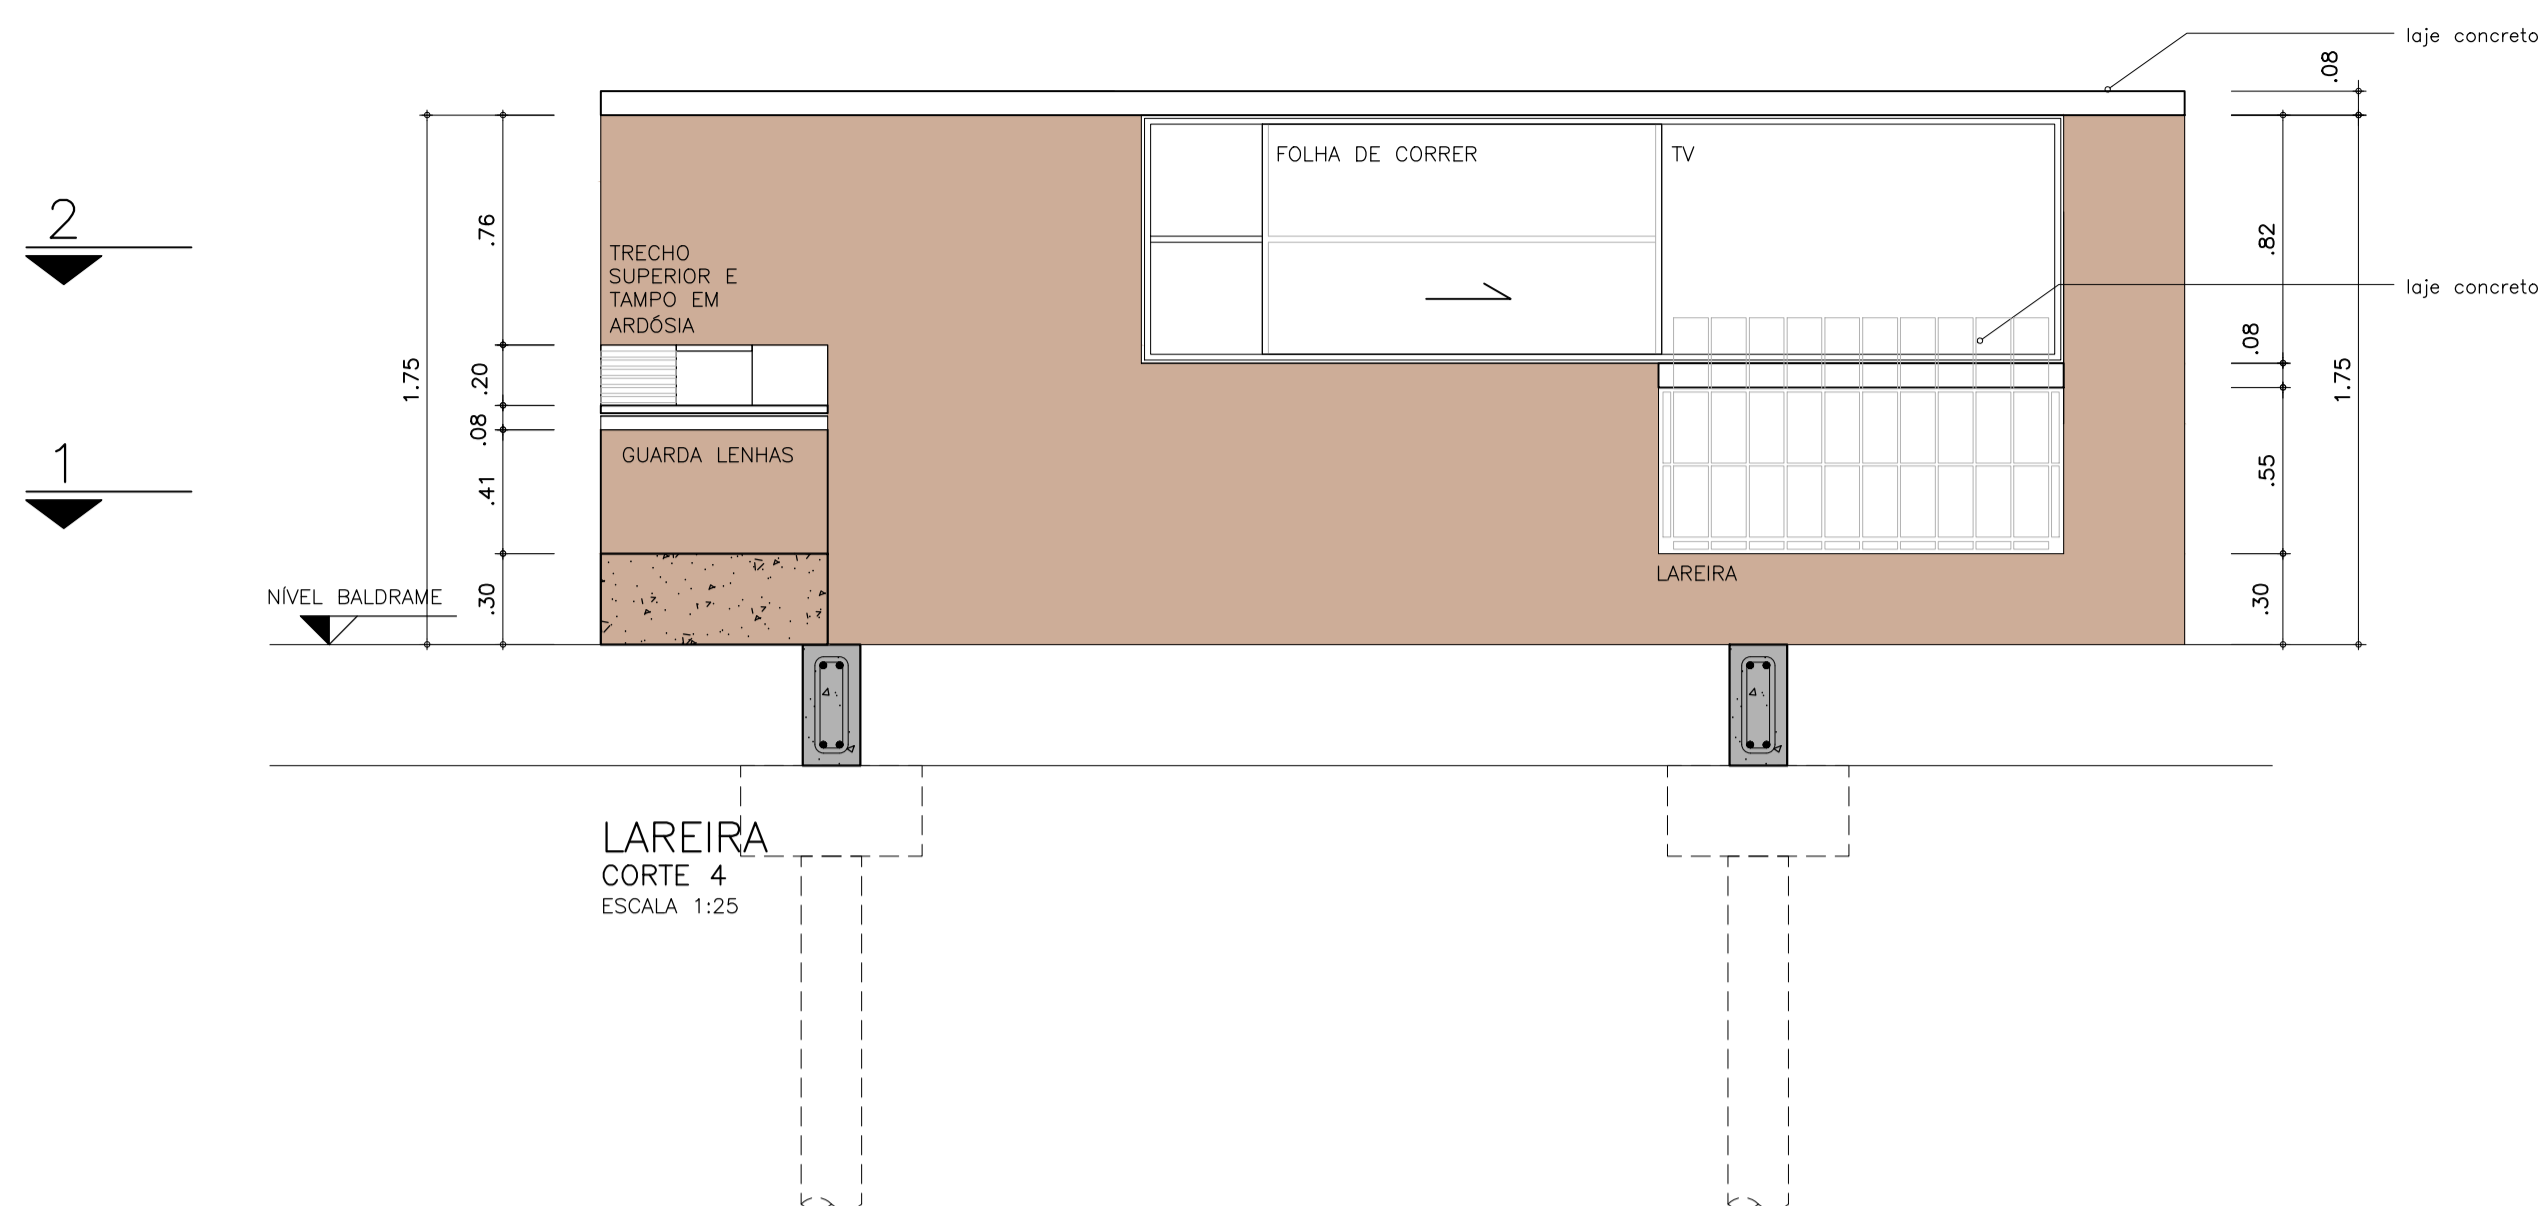 laje concreto
.08
FOLHA DE CORRER
TV
2
.76
.82
TRECHO
SUPERIOR E
TAMPO EM
ARDÓSIA
laje concreto
.08
1.75
.20
1.75
.08
1
GUARDA LENHAS
.41
.55
LAREIRA
NÍVEL BALDRAME
.30
.30
LAREIRA
CORTE 4
ESCALA 1:25